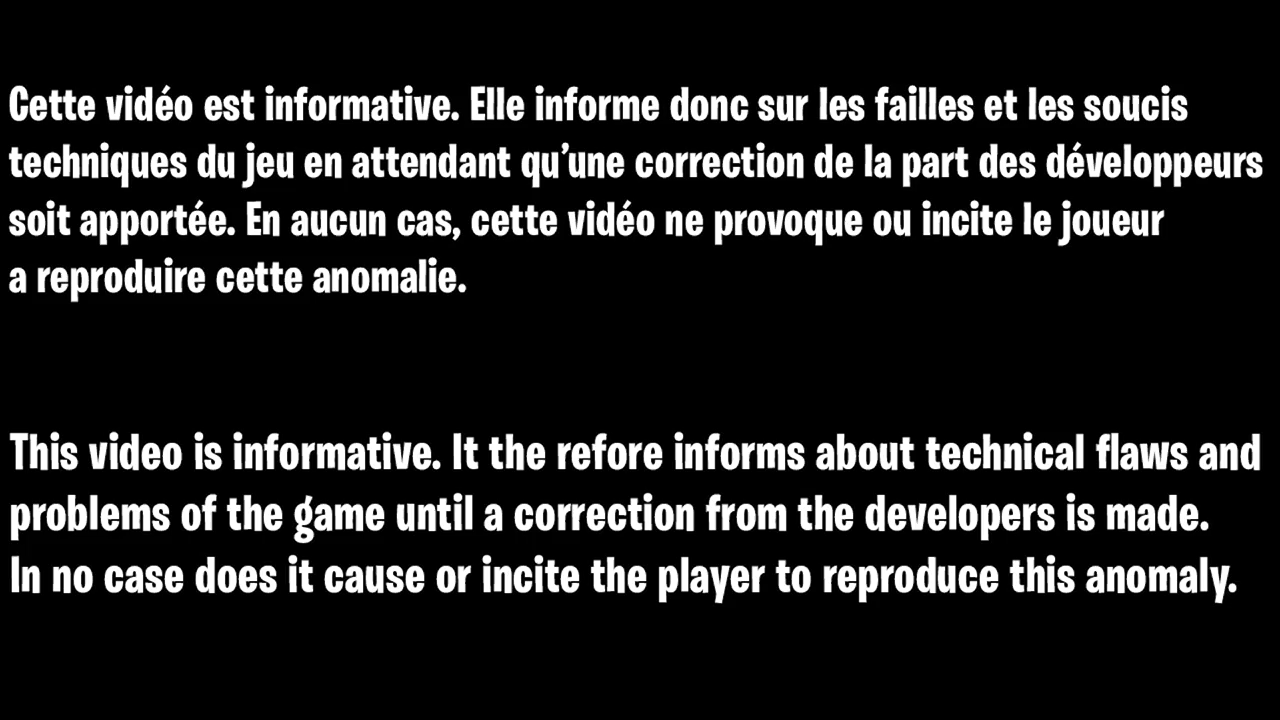 Cette vidéo est informative. Elle informe donc sur les failles et les soucis
techniques du jeu en attendant qu’une correction de la part des développeurs
soit apportée. En aucun cas, cette vidéo ne provoque ou incite le joueur
a reproduire cette anomalie.
This video is informative. It the refore informs about technical flaws and
problems of the game until a correction from the developers is made.
In no case does it cause or incite the player to reproduce this anomaly.